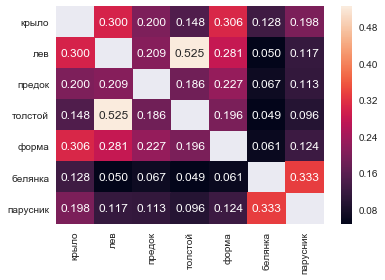 крыло 0.300 0.200 0.148 0.306 0.128 0.198
лев 0.300 0.209 0.525 0.281 0.050 0.117
предок 0.200 0.209 0.186 0.227 0.067 0.113
толстой 0.148 0.525 0.186 0.196 0.049 0.096
форма 0.306 0.281 0.227 0.196 0.061 0.124
белянка 0.128 0.050 0.067 0.049 0.061 0.333
парусник 0.198 0.117 0.113 0.096 0.124 0.333
крыло лев предок толстой форма белянка парусник
0.48
0.40
0.32
0.24
0.16
0.08